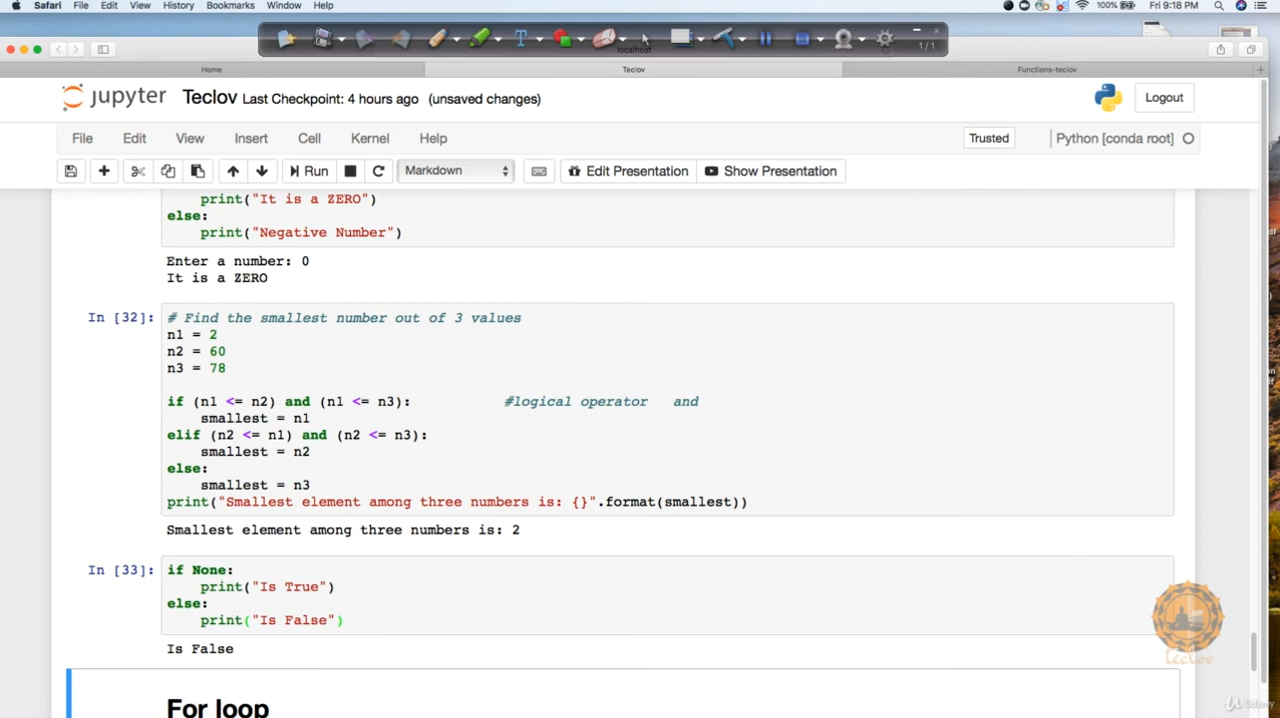 Safari File Edit View History Bookmarks Window Help 100% Fri 9:18 PM
localhost
1/1
Home Teclov Functions-teclov
jupyter Teclov Last Checkpoint: 4 hours ago (unsaved changes) Logout
File Edit View Insert Cell Kernel Help Trusted Python [conda root]
Run Markdown Edit Presentation Show Presentation
print("It is a ZERO")
else:
print("Negative Number")
Enter a number: 0
It is a ZERO
In [32]: # Find the smallest number out of 3 values
n1 = 2
n2 = 60
n3 = 78
if (n1 <= n2) and (n1 <= n3): #logical operator and
smallest = n1
elif (n2 <= n1) and (n2 <= n3):
smallest = n2
else:
smallest = n3
print("Smallest element among three numbers is: {}".format(smallest))
Smallest element among three numbers is: 2
In [33]: if None:
print("Is True")
else:
print("Is False")
Is False
teclov
For loop
Udemy